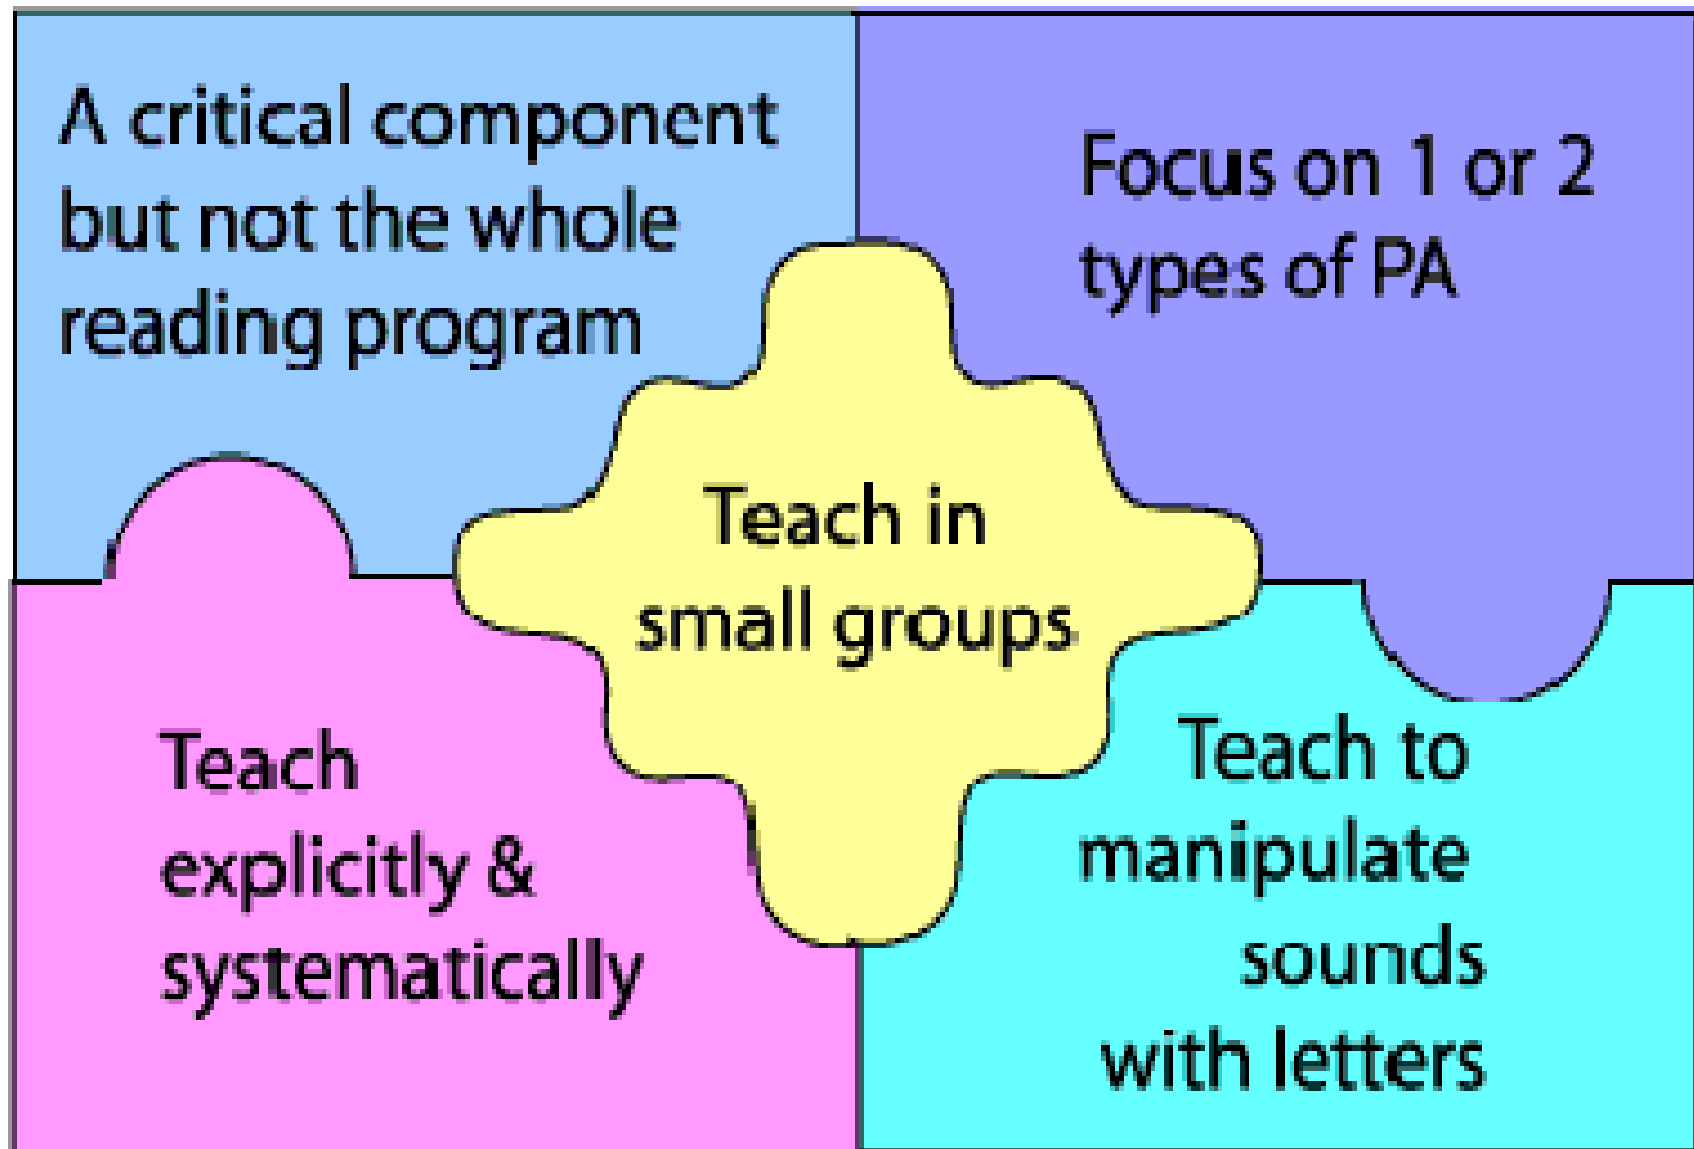 A critical component
but not the whole
reading program
Focus on 1 or 2
types of PA
Teach in
small groups
Teach
explicitly &
systematically
Teach to
manipulate
sounds
with letters